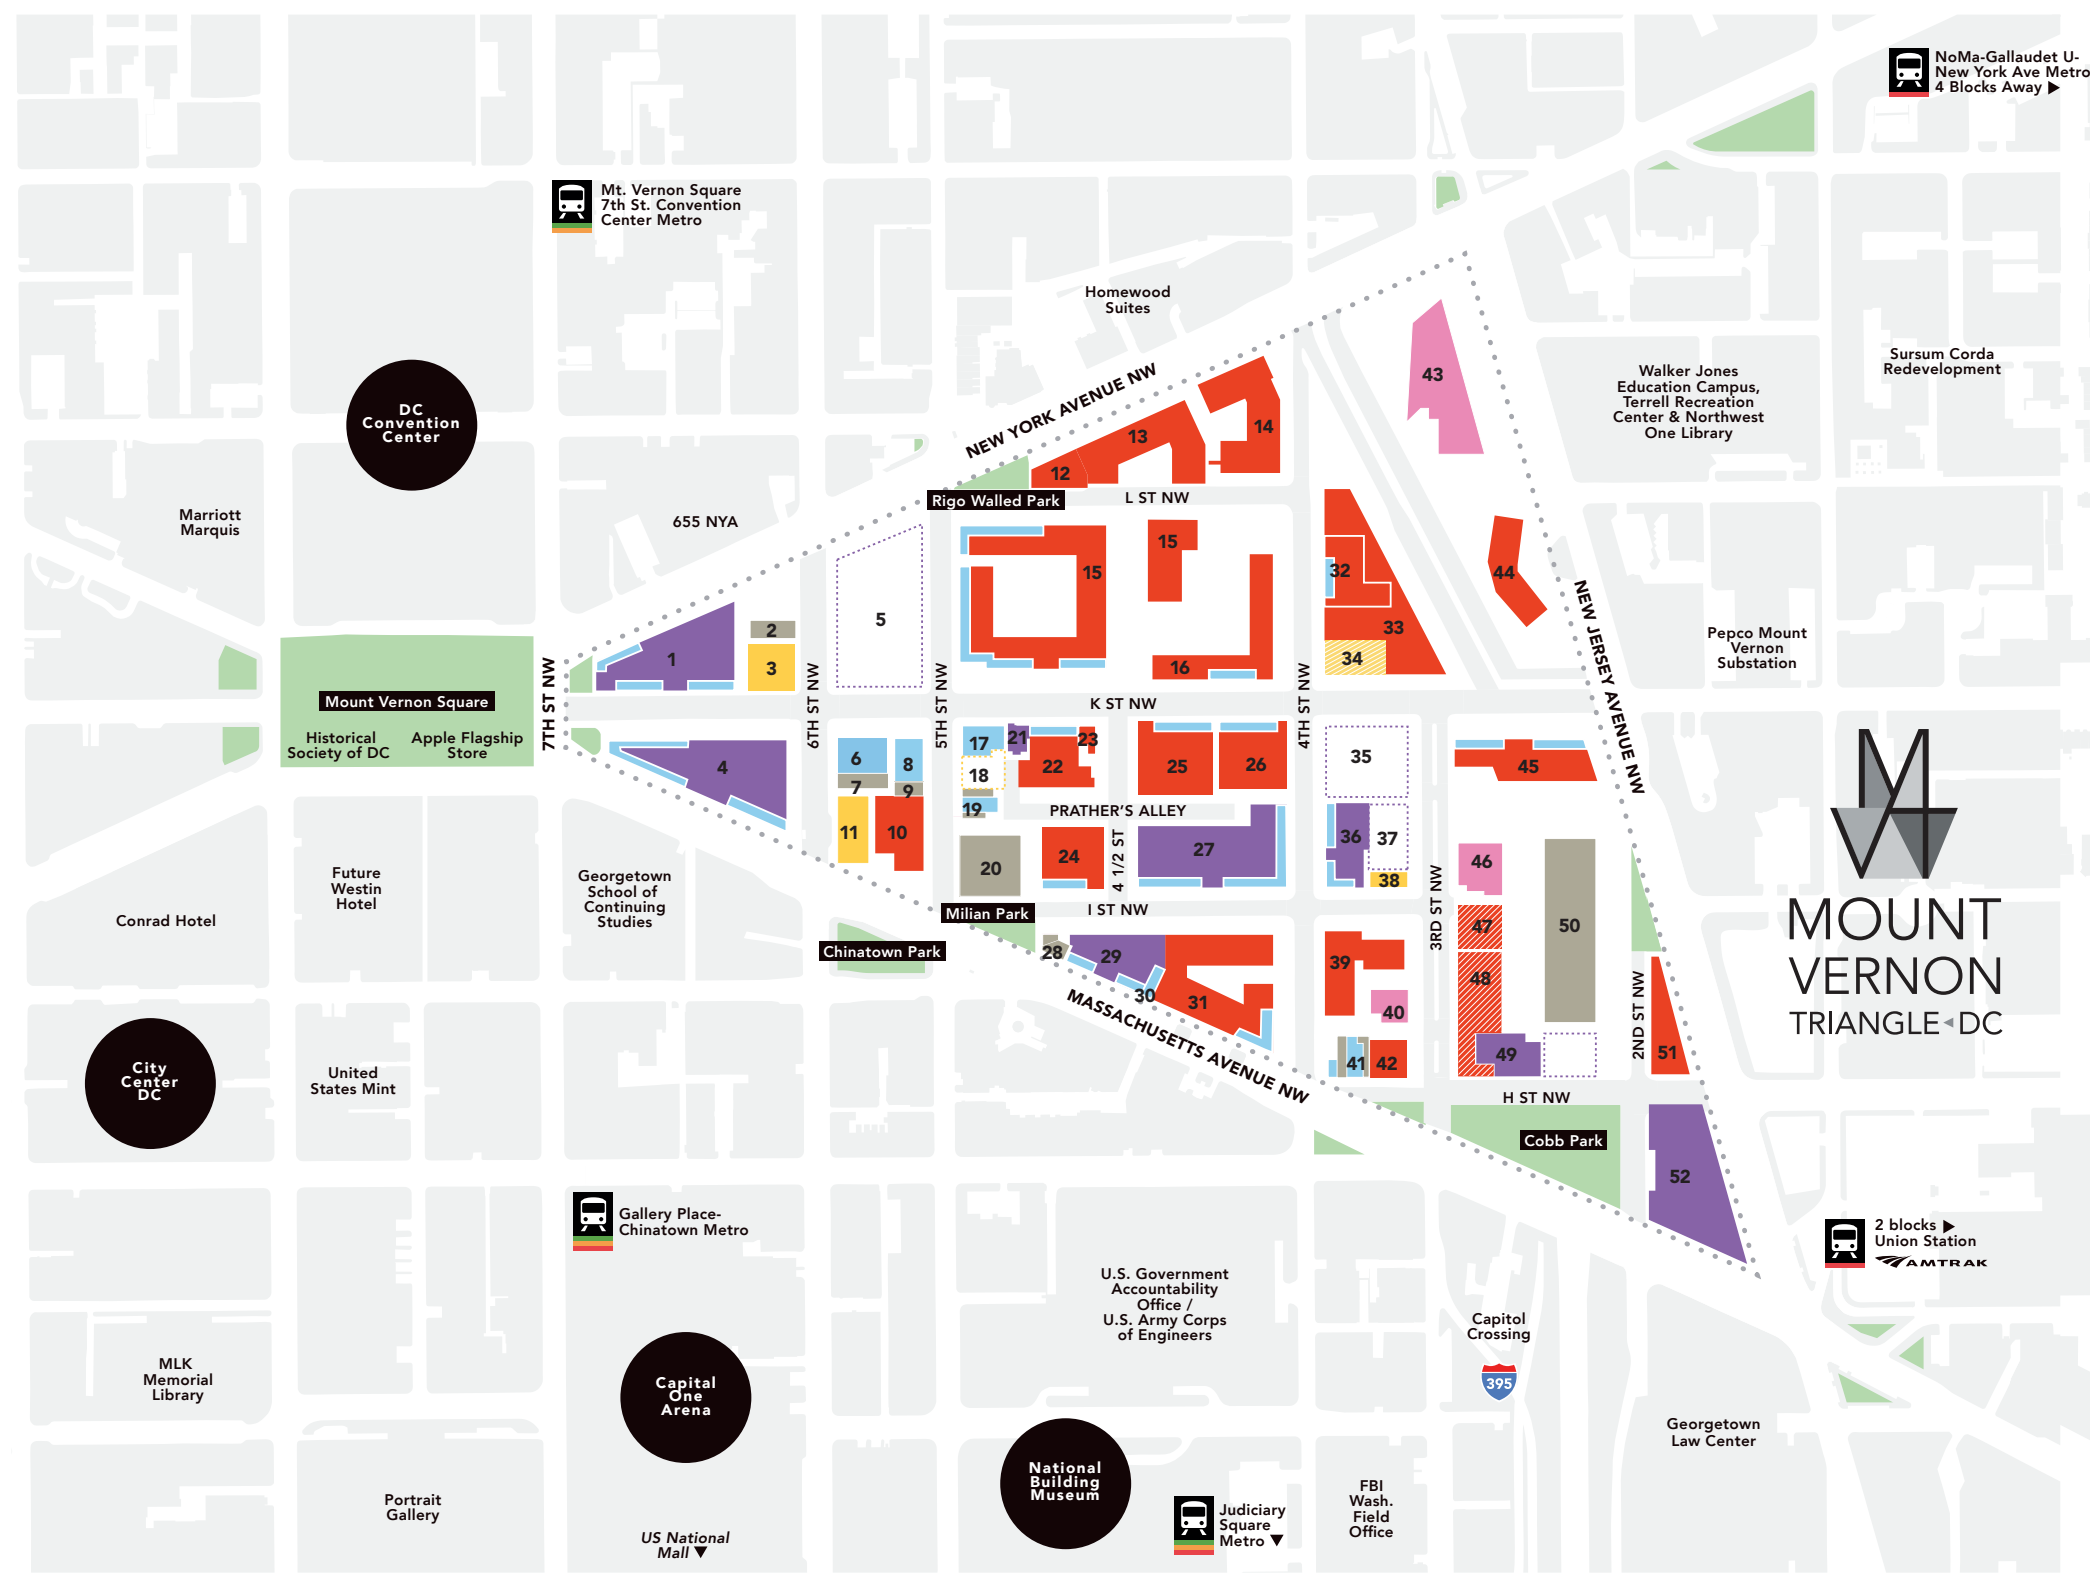 NoMa-Gallaudet U-
New York Ave Metro
4 Blocks Away ▶
Mt. Vernon Square
7th St. Convention
Center Metro
Homewood
Suites
DC
Convention
Center
NEW YORK AVENUE NW
43
Walker Jones
Education Campus,
Terrell Recreation
Center & Northwest
One Library
Sursum Corda
Redevelopment
14
13
12
Rigo Walled Park
L ST NW
Marriott
Marquis
655 NYA
15
15
32
44
5
33
34
16
1
2
3
NEW JERSEY AVENUE NW
Pepco Mount
Vernon
Substation
7TH ST NW
6TH ST NW
5TH ST NW
4TH ST NW
K ST NW
Mount Vernon Square
Historical
Society of DC
Apple Flagship
Store
4
6
8
7
9
11
10
17
21
23
18
22
19
25
26
35
45
PRATHER'S ALLEY
20
24
4 1/2 ST
27
36
37
38
3RD ST NW
46
47
48
50
Future
Westin
Hotel
Georgetown
School of
Continuing
Studies
Conrad Hotel
Milian Park
I ST NW
Chinatown Park
28
29
30
31
39
40
41
42
49
2ND ST NW
51
MASSACHUSETTS AVENUE NW
MOUNT
VERNON
TRIANGLE DC
City
Center
DC
United
States Mint
H ST NW
Cobb Park
52
Gallery Place-
Chinatown Metro
2 blocks ▶
Union Station
AMTRAK
U.S. Government
Accountability
Office /
U.S. Army Corps
of Engineers
Capitol
Crossing
395
MLK
Memorial
Library
Capital
One
Arena
Georgetown
Law Center
National
Building
Museum
Portrait
Gallery
US National
Mall ▼
Judiciary
Square
Metro ▼
FBI
Wash.
Field
Office